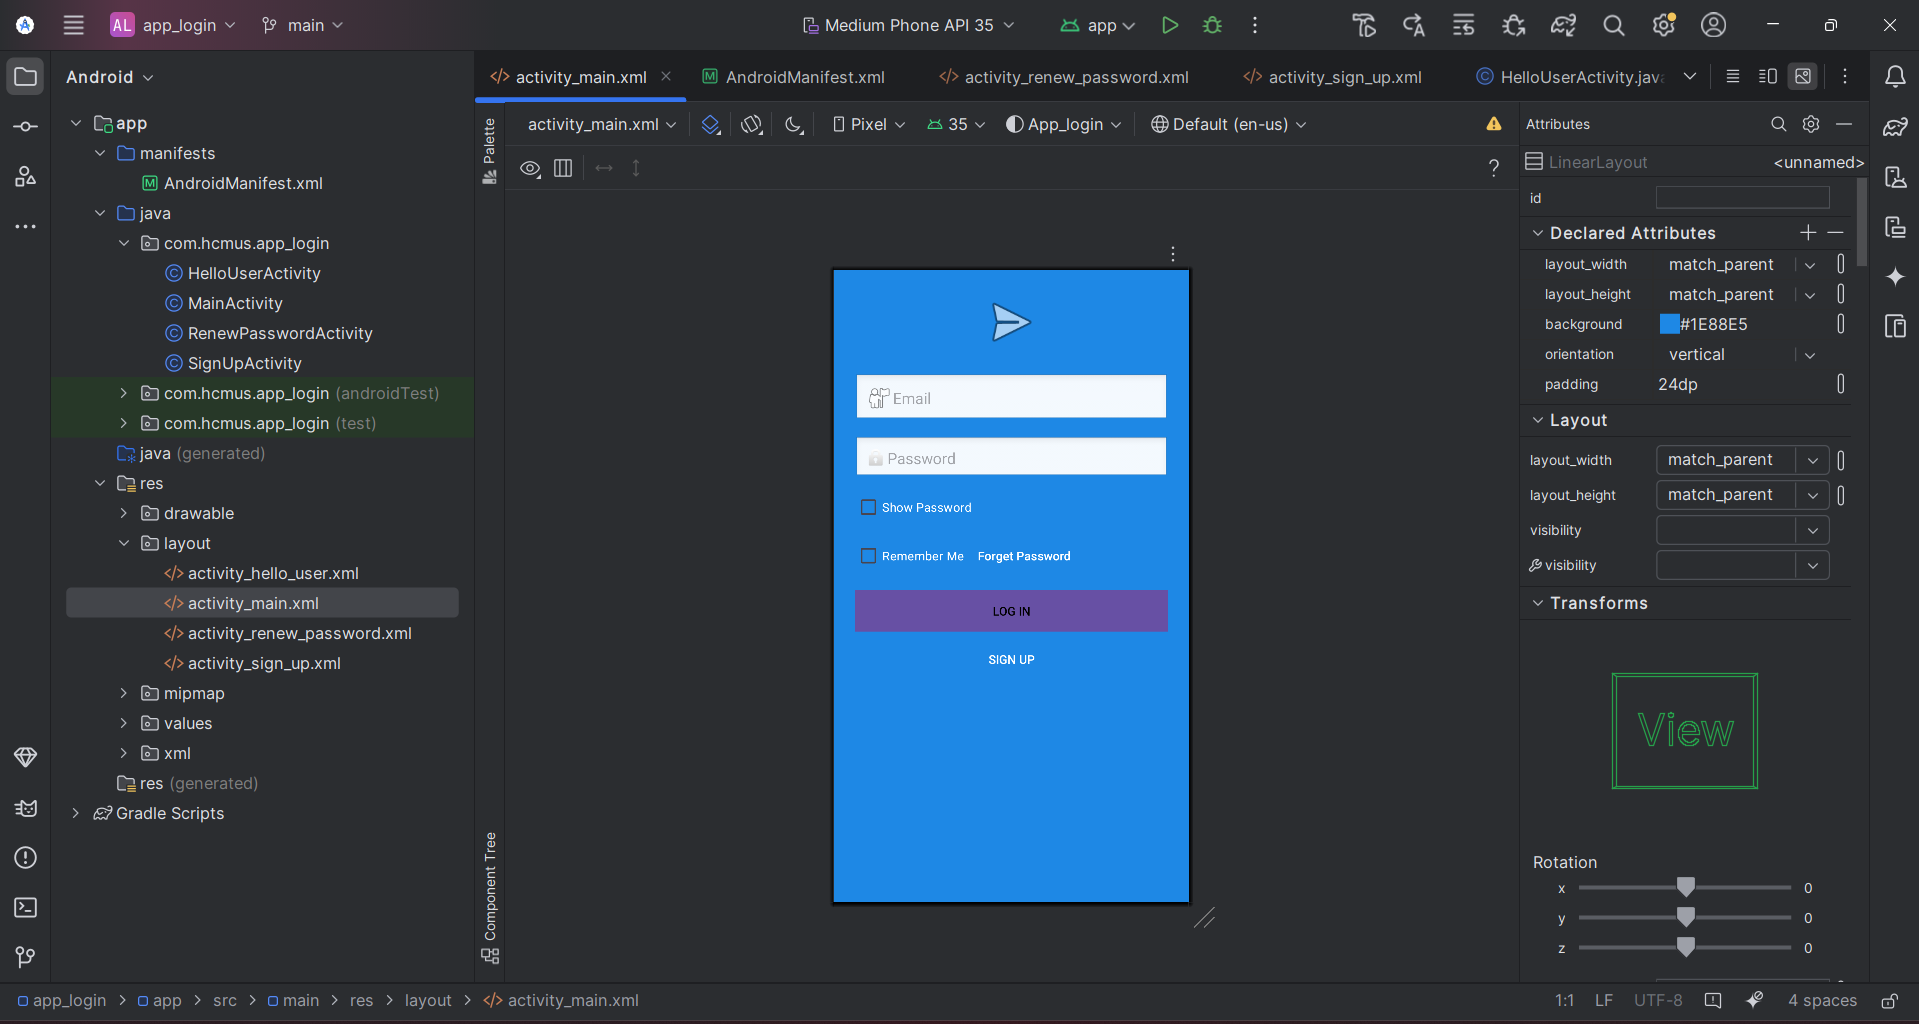 AL app_login main Medium Phone API 35 app
Android
activity_main.xml AndroidManifest.xml activity_renew_password.xml activity_sign_up.xml HelloUserActivity.jav
app
manifests
AndroidManifest.xml
java
com.hcmus.app_login
HelloUserActivity
MainActivity
RenewPasswordActivity
SignUpActivity
com.hcmus.app_login (androidTest)
com.hcmus.app_login (test)
java (generated)
res
drawable
layout
activity_hello_user.xml
activity_main.xml
activity_renew_password.xml
activity_sign_up.xml
mipmap
values
xml
res (generated)
Gradle Scripts
Palette
Component Tree
activity_main.xml Pixel 35 App_login Default (en-us)
?
Email
Password
Show Password
Remember Me Forget Password
LOG IN
SIGN UP
Attributes
LinearLayout <unnamed>
id
Declared Attributes
layout_width match_parent
layout_height match_parent
background #1E88E5
orientation vertical
padding 24dp
Layout
layout_width match_parent
layout_height match_parent
visibility
visibility
Transforms
View
Rotation
x 0
y 0
z 0
app_login > app > src > main > res > layout > activity_main.xml
1:1 LF UTF-8 4 spaces